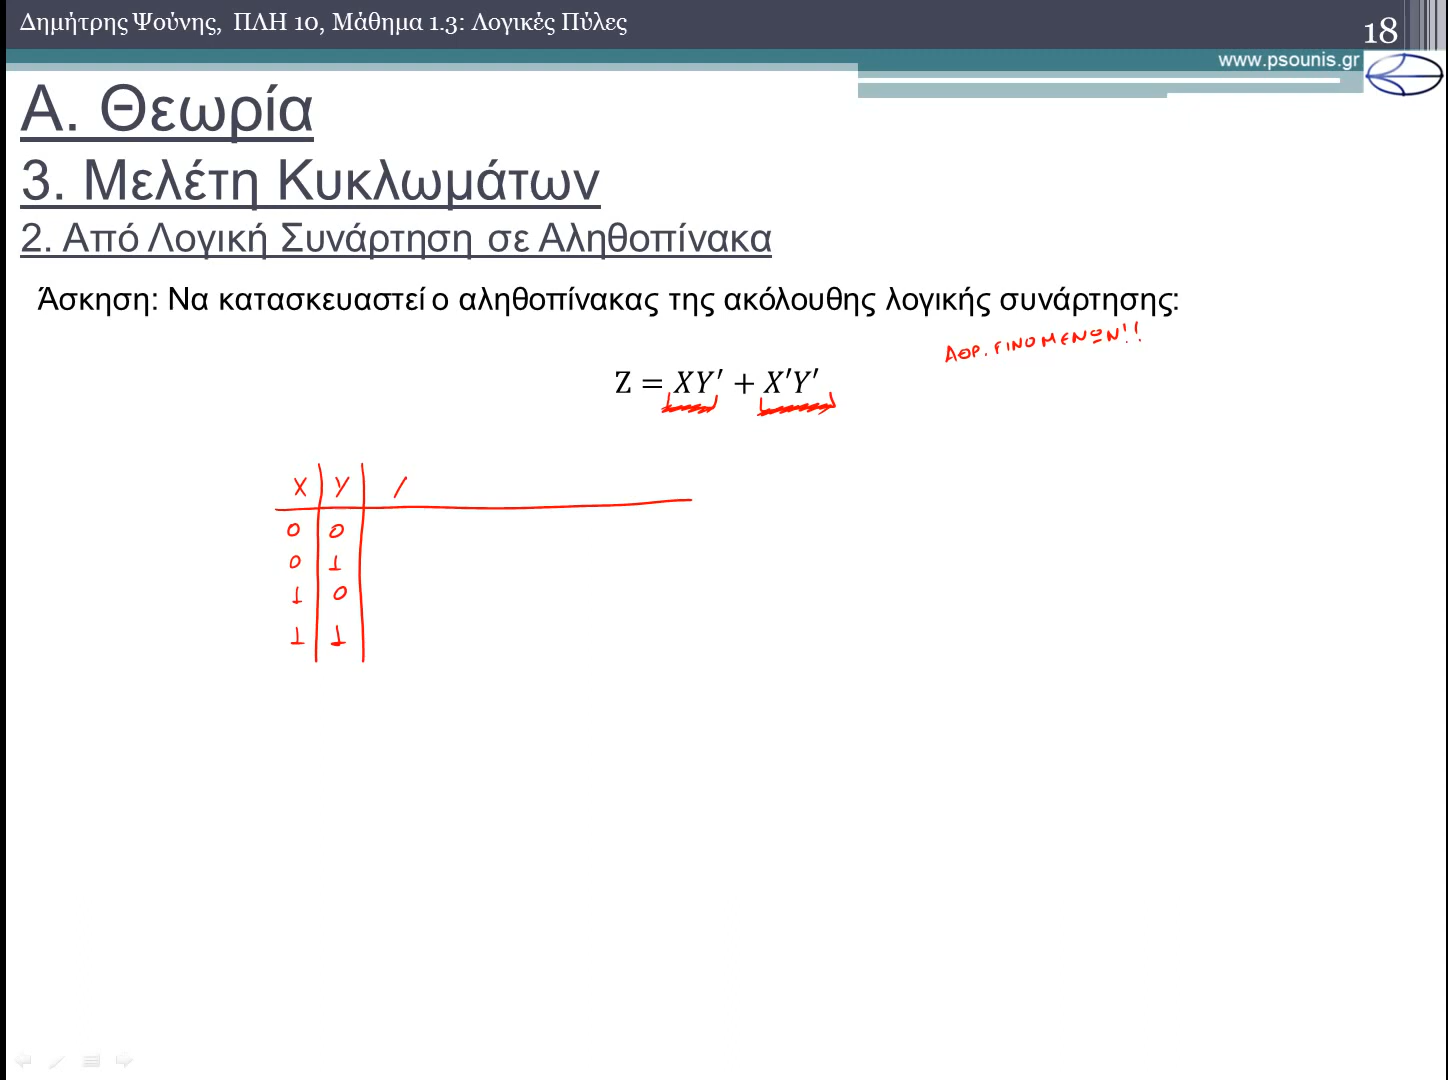 Δημήτρης Ψούνης, ΠΛΗ 10, Μάθημα 1.3: Λογικές Πύλες
18
www.psounis.gr
Α. Θεωρία
3. Μελέτη Κυκλωμάτων
2. Από Λογική Συνάρτηση σε Αληθοπίνακα
Άσκηση: Να κατασκευαστεί ο αληθοπίνακας της ακόλουθης λογικής συνάρτησης:
ΑΘΡ. ΓΙΝΟΜΕΝΩΝ!!
Z = XY′ + X′Y′
X Y
0 0
0 1
1 0
1 1